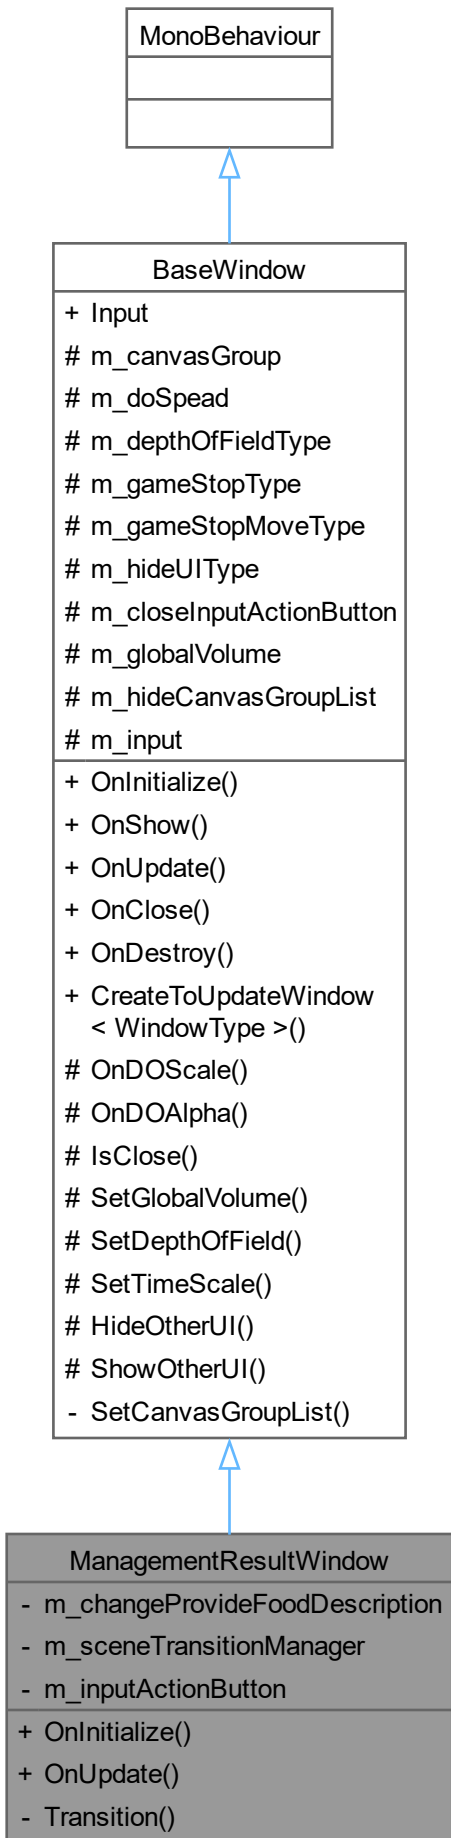 MonoBehaviour
BaseWindow
+ Input
# m_canvasGroup
# m_doSpead
# m_depthOfFieldType
# m_gameStopType
# m_gameStopMoveType
# m_hideUIType
# m_closeInputActionButton
# m_globalVolume
# m_hideCanvasGroupList
# m_input
+ OnInitialize()
+ OnShow()
+ OnUpdate()
+ OnClose()
+ OnDestroy()
+ CreateToUpdateWindow
< WindowType >()
# OnDOScale()
# OnDOAlpha()
# IsClose()
# SetGlobalVolume()
# SetDepthOfField()
# SetTimeScale()
# HideOtherUI()
# ShowOtherUI()
- SetCanvasGroupList()
ManagementResultWindow
- m_changeProvideFoodDescription
- m_sceneTransitionManager
- m_inputActionButton
+ OnInitialize()
+ OnUpdate()
- Transition()